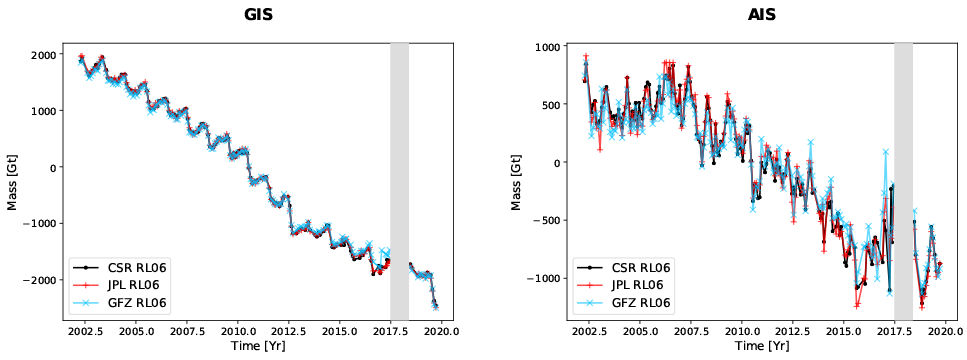 GIS
2000
1000
0
−1000
−2000
Mass [Gt]
CSR RL06
JPL RL06
GFZ RL06
2002.5 2005.0 2007.5 2010.0 2012.5 2015.0 2017.5 2020.0
Time [Yr]
AIS
1000
500
0
−500
−1000
Mass [Gt]
CSR RL06
JPL RL06
GFZ RL06
2002.5 2005.0 2007.5 2010.0 2012.5 2015.0 2017.5 2020.0
Time [Yr]